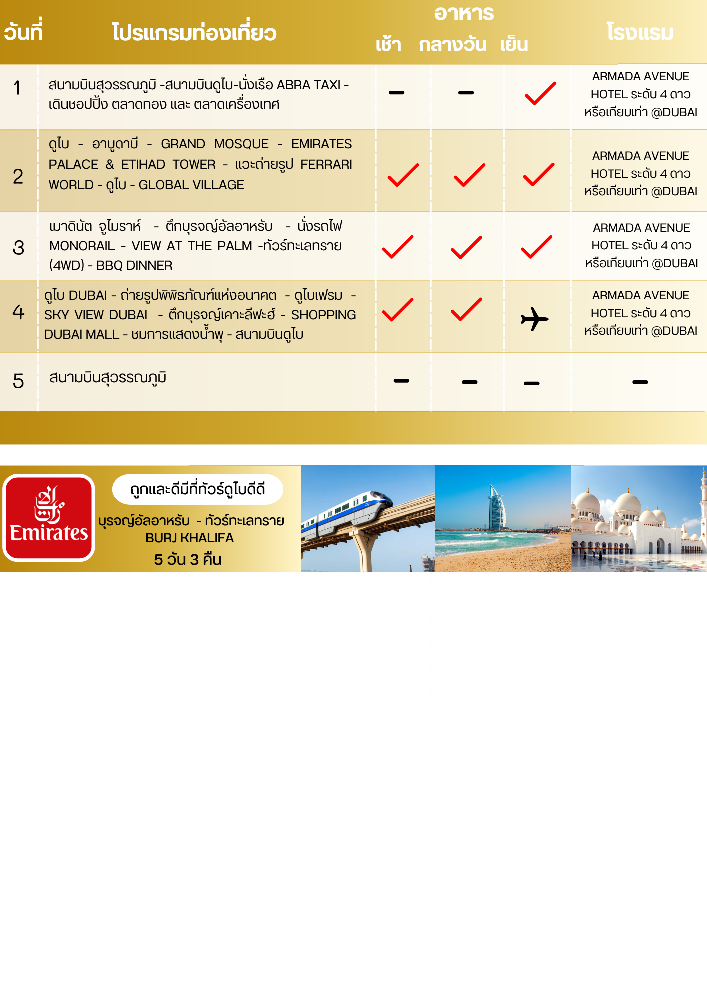 วันที่
โปรแกรมท่องเที่ยว
อาหาร
เช้า กลางวัน เย็น
โรงแรม
1
สนามบินสุวรรณภูมิ -สนามบินดูไบ-นั่งเรือ ABRA TAXI -
เดินชอปปิ้ง ตลาดทอง และ ตลาดเครื่องเทศ
ARMADA AVENUE
HOTEL ระดับ 4 ดาว
หรือเทียบเท่า @DUBAI
2
ดูไบ - อาบูดาบี - GRAND MOSQUE - EMIRATES
PALACE & ETIHAD TOWER - แวะถ่ายรูป FERRARI
WORLD - ดูไบ - GLOBAL VILLAGE
ARMADA AVENUE
HOTEL ระดับ 4 ดาว
หรือเทียบเท่า @DUBAI
3
เมาดินัต จูไมราห์ - ตึกบุรจญ์อัลอาหรับ - นั่งรถไฟ
MONORAIL - VIEW AT THE PALM -ทัวร์ทะเลทราย
(4WD) - BBQ DINNER
ARMADA AVENUE
HOTEL ระดับ 4 ดาว
หรือเทียบเท่า @DUBAI
4
ดูไบ DUBAI - ถ่ายรูปพิพิธภัณฑ์แห่งอนาคต - ดูไบเฟรม -
SKY VIEW DUBAI - ตึกบุรจญ์เคาะลีฟะฮ์ - SHOPPING
DUBAI MALL - ชมการแสดงน้ำพุ - สนามบินดูไบ
ARMADA AVENUE
HOTEL ระดับ 4 ดาว
หรือเทียบเท่า @DUBAI
5
สนามบินสุวรรณภูมิ
Emirates
ถูกและดีมีที่ทัวร์ดูไบดีดี
บุรจญ์อัลอาหรับ - ทัวร์ทะเลทราย
BURJ KHALIFA
5 วัน 3 คืน